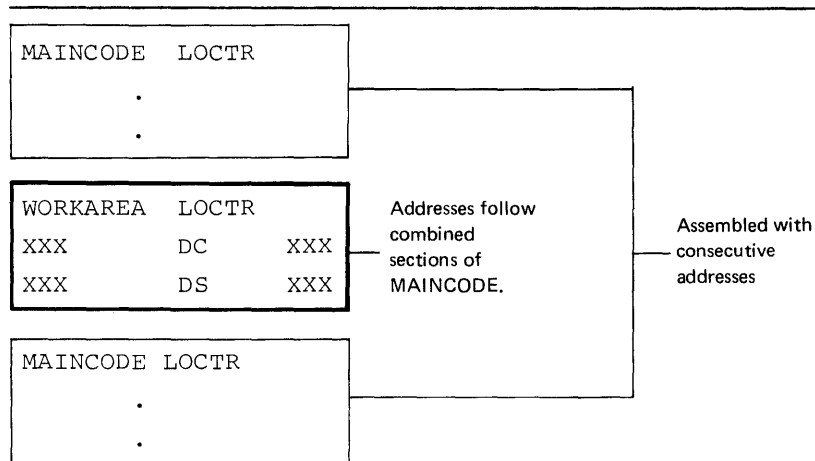 MAINCODE LOCTR
.
.
WORKAREA LOCTR
XXX DC XXX
XXX DS XXX
Addresses follow
combined
sections of
MAINCODE.
Assembled with
consecutive
addresses
MAINCODE LOCTR
.
.